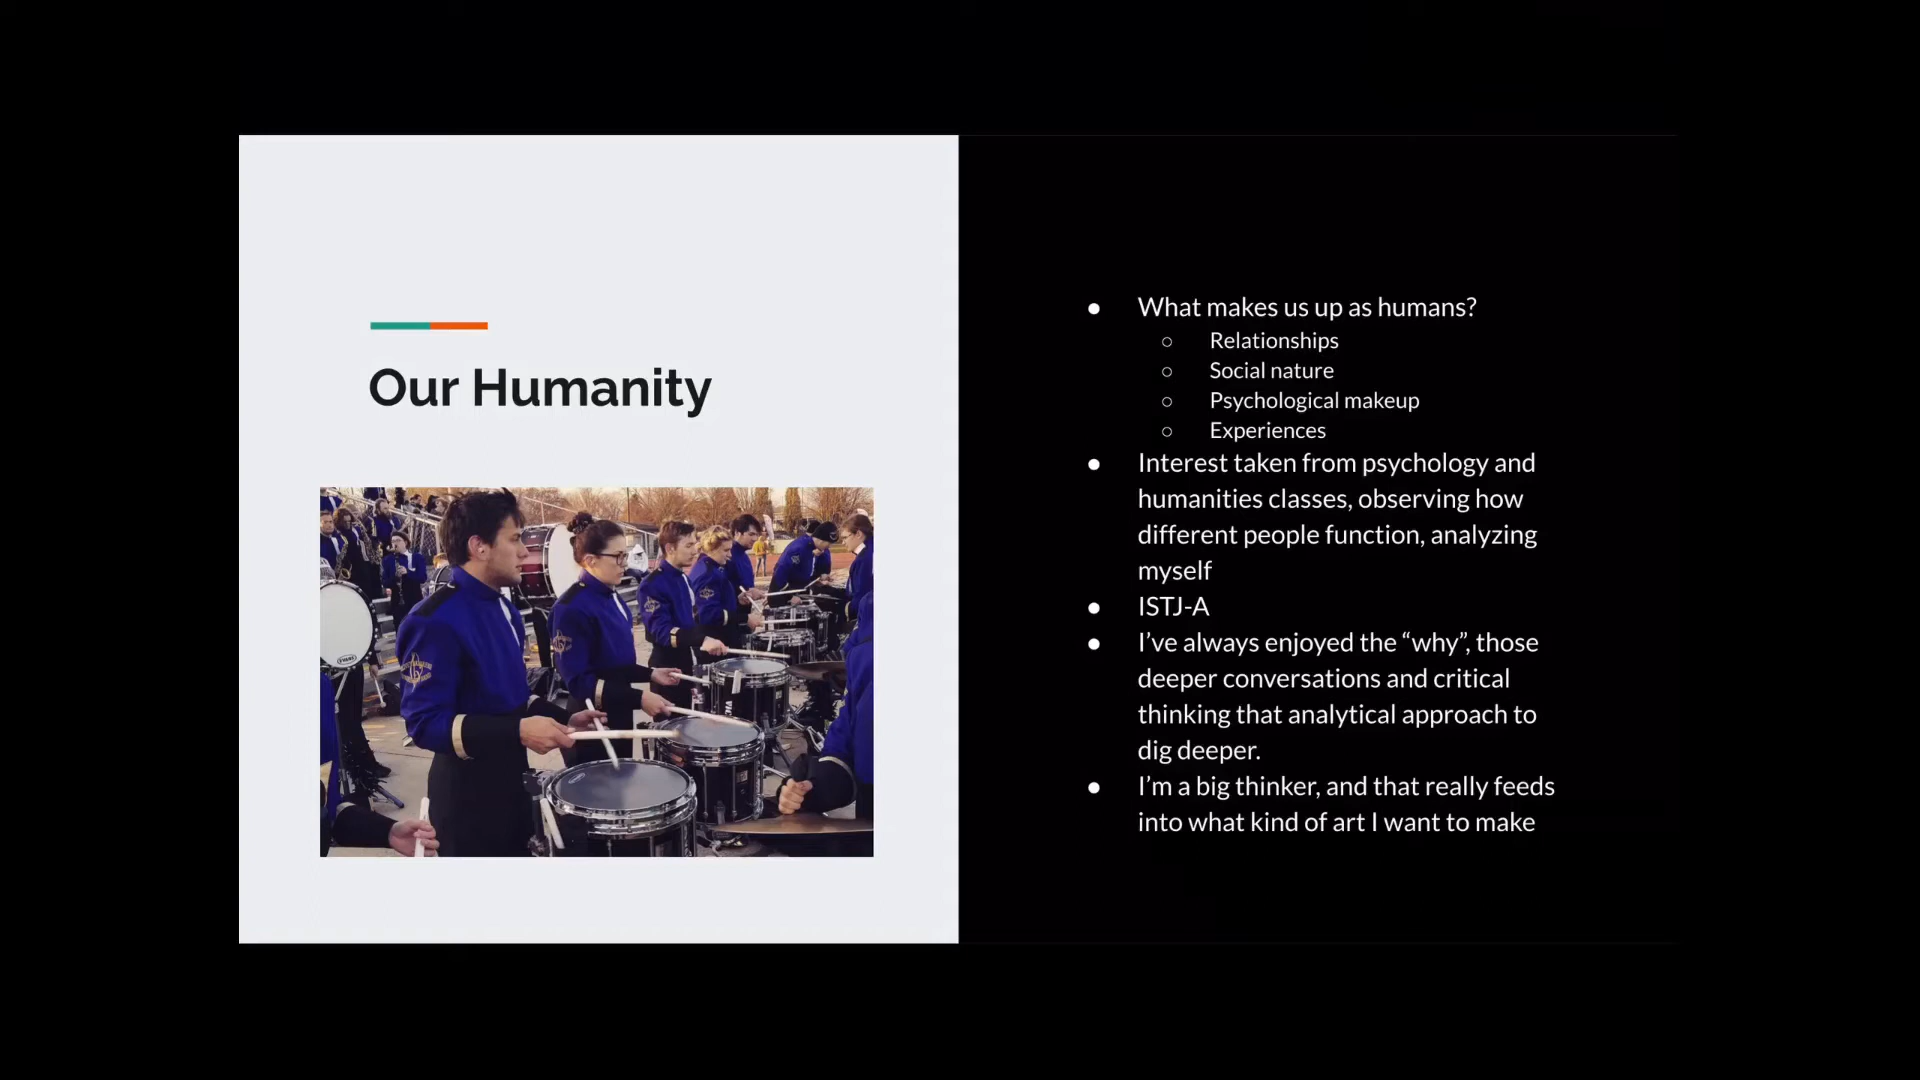 Our Humanity
What makes us up as humans?
Relationships
Social nature
Psychological makeup
Experiences
Interest taken from psychology and
humanities classes, observing how
different people function, analyzing
myself
ISTJ-A
I’ve always enjoyed the “why”, those
deeper conversations and critical
thinking that analytical approach to
dig deeper.
I’m a big thinker, and that really feeds
into what kind of art I want to make